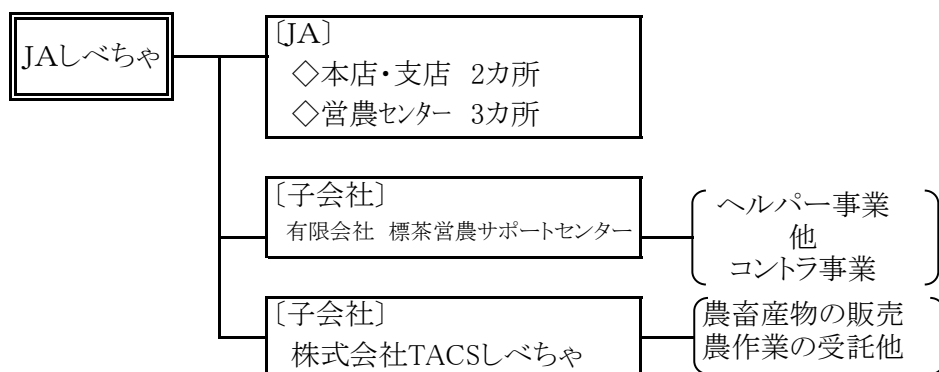 JAしべちゃ
〔JA〕
◇本店・支店 2カ所
◇営農センター 3カ所
〔子会社〕
有限会社 標茶営農サポートセンター
ヘルパー事業
他
コントラ事業
〔子会社〕
株式会社TACSしべちゃ
農畜産物の販売
農作業の受託他